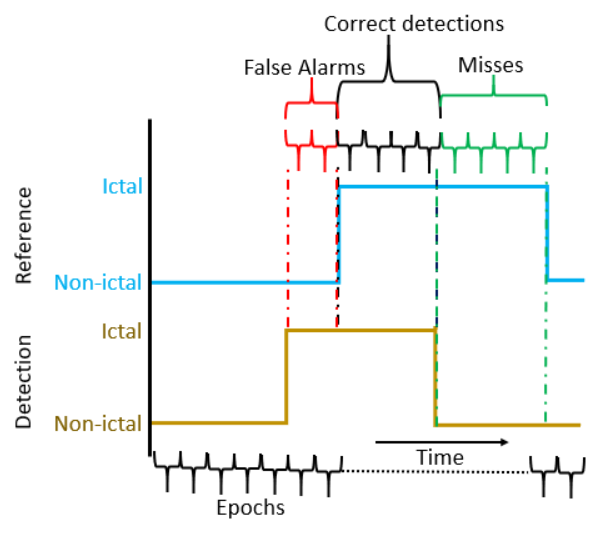 Correct detections
False Alarms
Misses
Reference
Ictal
Non-ictal
Detection
Ictal
Non-ictal
Time
Epochs